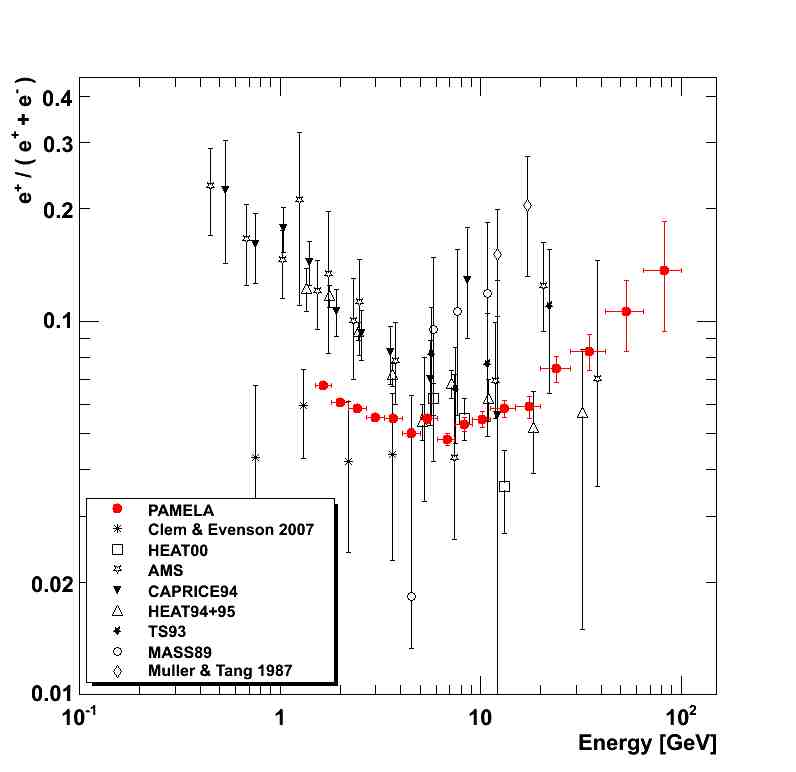 e⁺ / ( e⁺ + e⁻ )
0.4
0.3
0.2
0.1
0.02
0.01
PAMELA
Clem & Evenson 2007
HEAT00
AMS
CAPRICE94
HEAT94+95
TS93
MASS89
Muller & Tang 1987
10⁻¹ 1 10 10²
Energy [GeV]